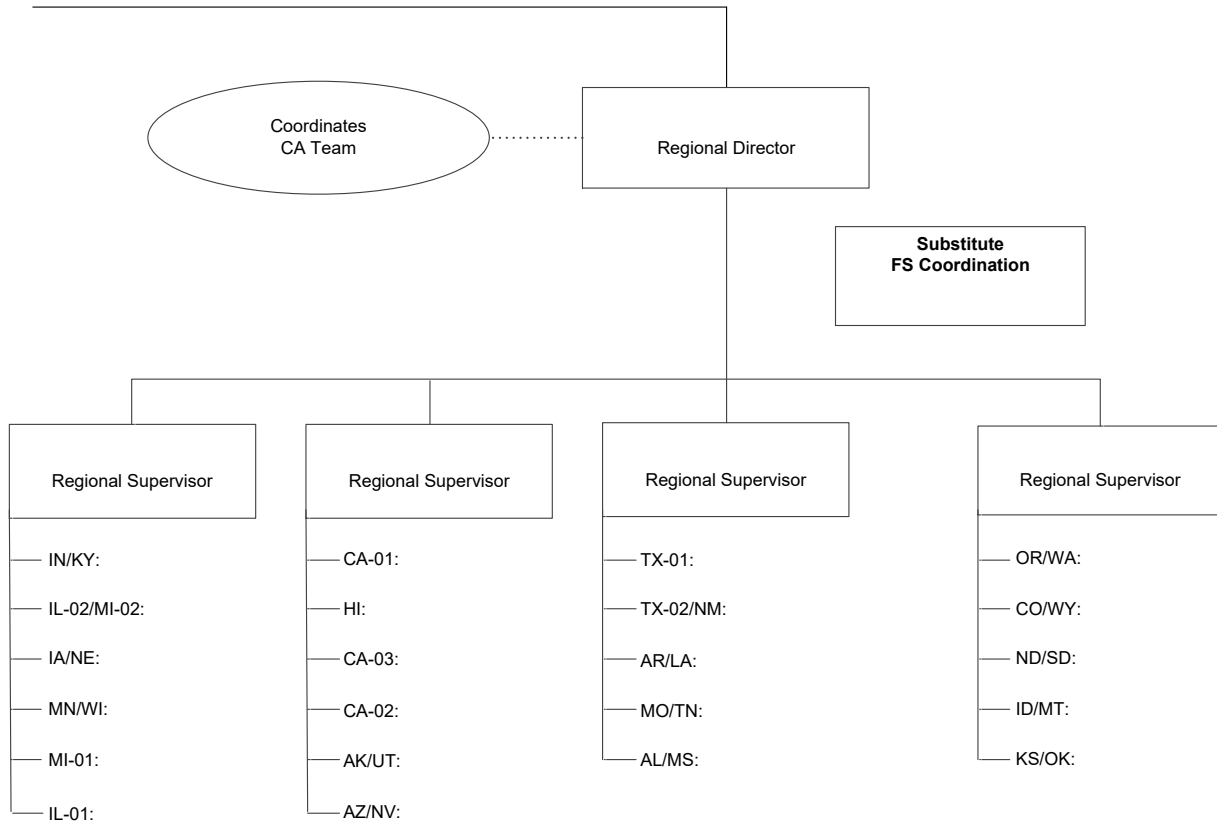 Coordinates
CA Team
Regional Director
Substitute
FS Coordination
Regional Supervisor
IN/KY:
IL-02/MI-02:
IA/NE:
MN/WI:
MI-01:
IL-01:
Regional Supervisor
CA-01:
HI:
CA-03:
CA-02:
AK/UT:
AZ/NV:
Regional Supervisor
TX-01:
TX-02/NM:
AR/LA:
MO/TN:
AL/MS:
Regional Supervisor
OR/WA:
CO/WY:
ND/SD:
ID/MT:
KS/OK: